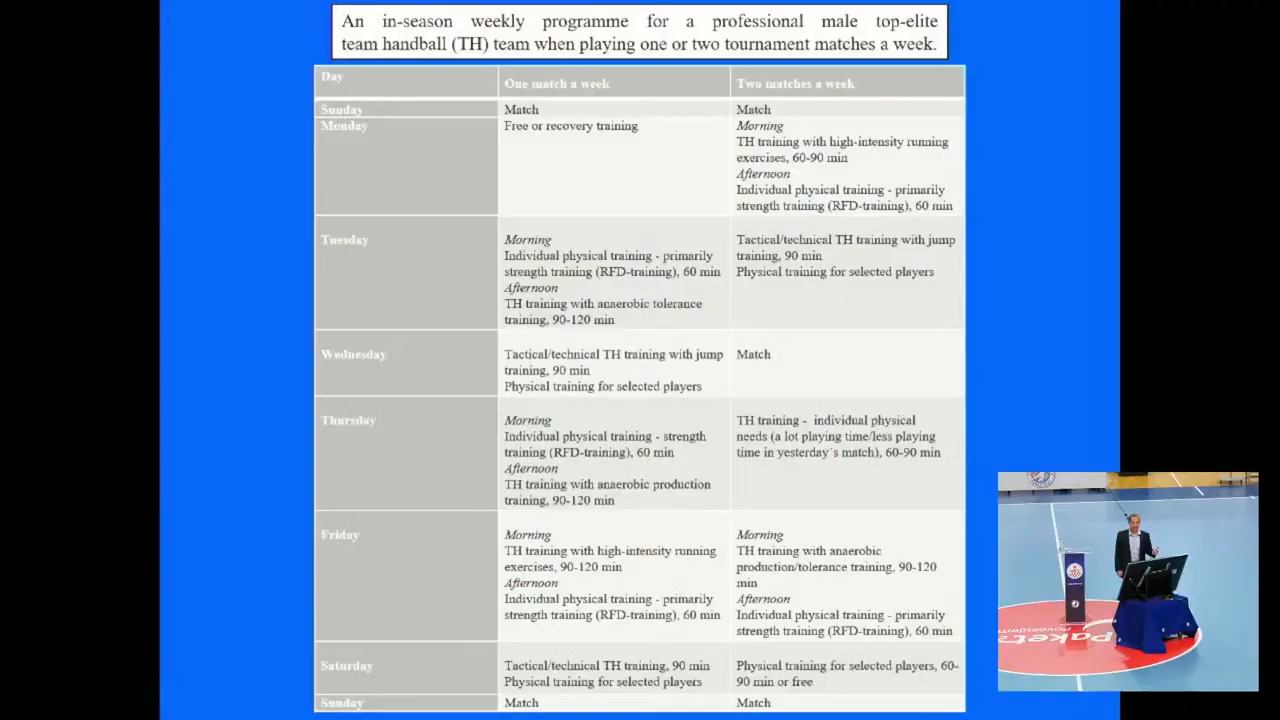 An in-season weekly programme for a professional male top-elite
team handball (TH) team when playing one or two tournament matches a week.
Day
One match a week
Two matches a week
Sunday
Match
Match
Monday
Free or recovery training
Morning
TH training with high-intensity running
exercises, 60-90 min
Afternoon
Individual physical training - primarily
strength training (RFD-training), 60 min
Tuesday
Morning
Individual physical training - primarily
strength training (RFD-training), 60 min
Afternoon
TH training with anaerobic tolerance
training, 90-120 min
Tactical/technical TH training with jump
training, 90 min
Physical training for selected players
Wednesday
Tactical/technical TH training with jump
training, 90 min
Physical training for selected players
Match
Thursday
Morning
Individual physical training - strength
training (RFD-training), 60 min
Afternoon
TH training with anaerobic production
training, 90-120 min
TH training - individual physical
needs (a lot playing time/less playing
time in yesterday´s match), 60-90 min
Friday
Morning
TH training with high-intensity running
exercises, 90-120 min
Afternoon
Individual physical training - primarily
strength training (RFD-training), 60 min
Morning
TH training with anaerobic
production/tolerance training, 90-120
min
Afternoon
Individual physical training - primarily
strength training (RFD-training), 60 min
Saturday
Tactical/technical TH training, 90 min
Physical training for selected players
Physical training for selected players, 60-
90 min or free
Sunday
Match
Match